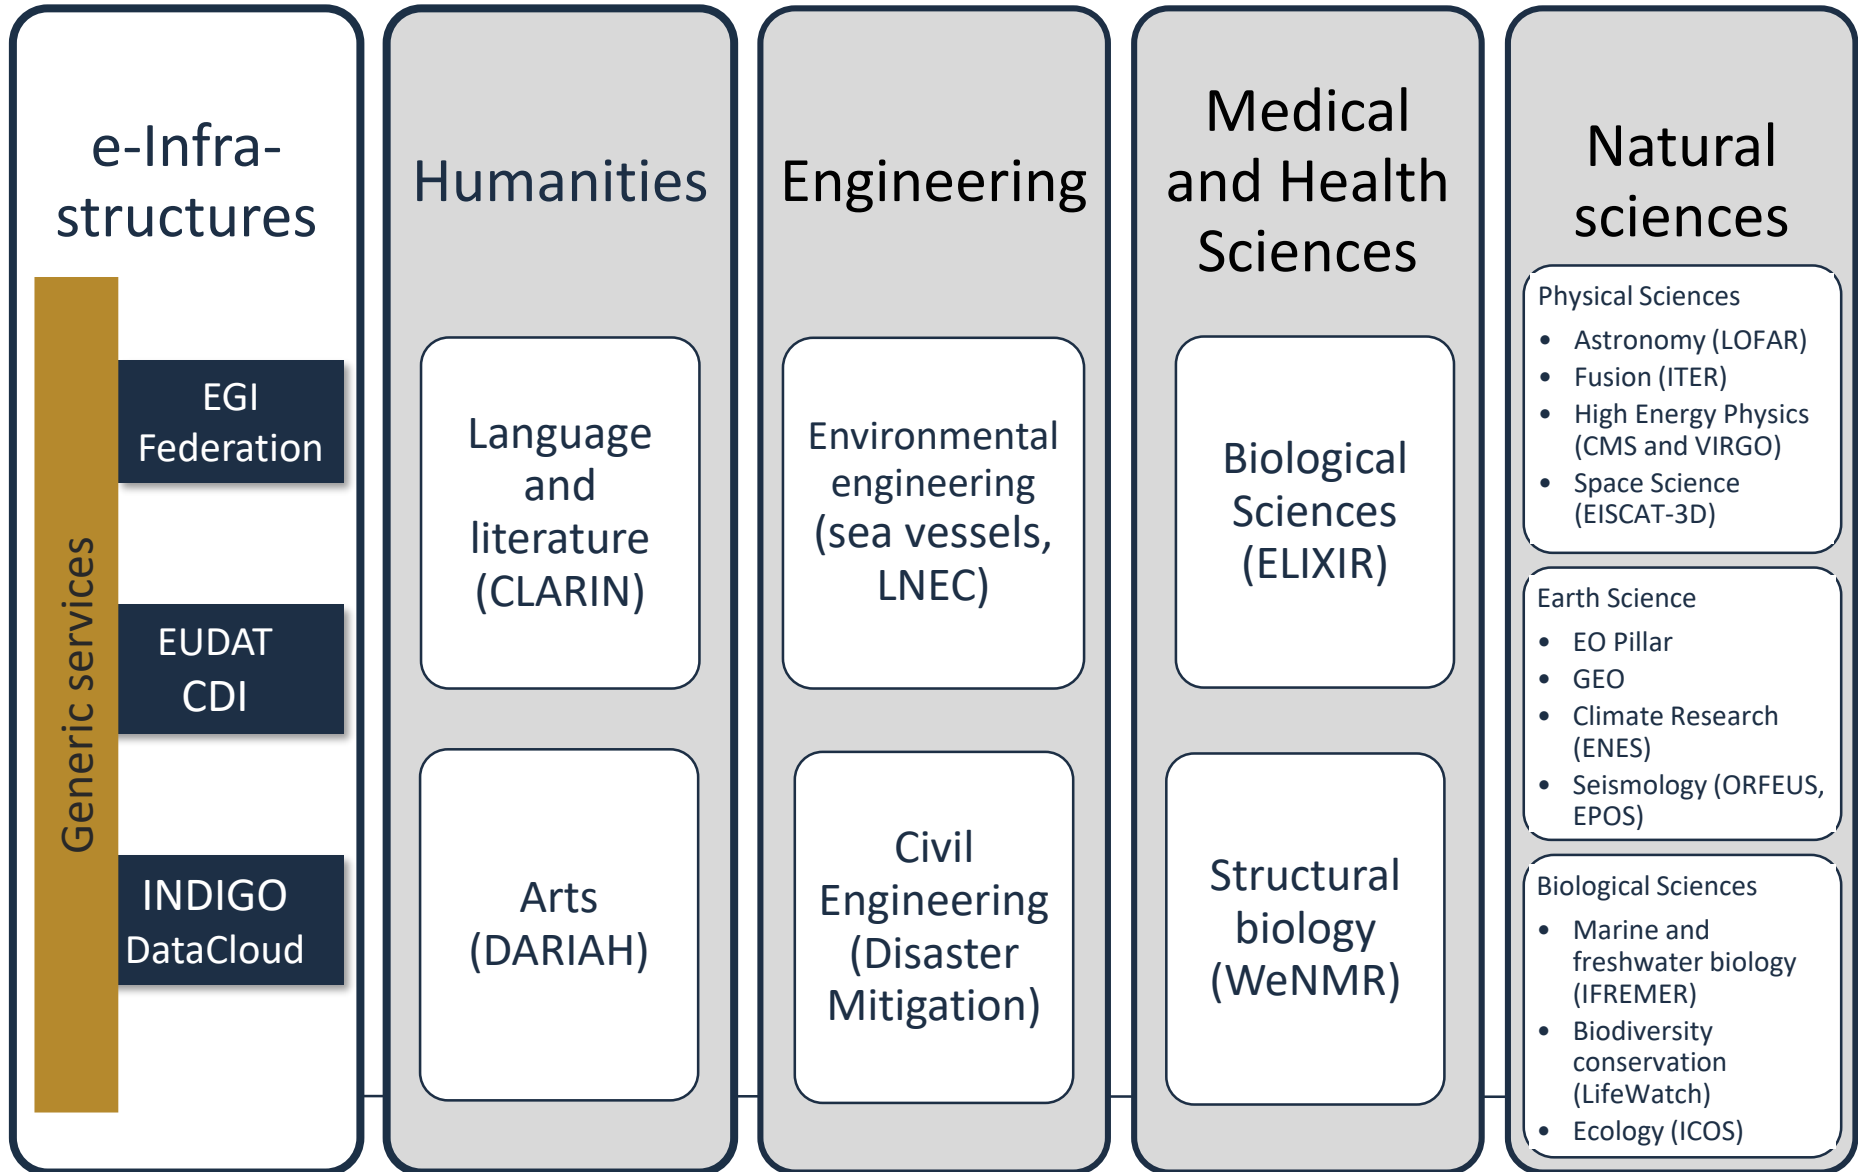 e-Infra-
structures
Generic services
EGI
Federation
EUDAT
CDI
INDIGO
DataCloud
Humanities
Language
and
literature
(CLARIN)
Arts
(DARIAH)
Engineering
Environmental
engineering
(sea vessels,
LNEC)
Civil
Engineering
(Disaster
Mitigation)
Medical
and Health
Sciences
Biological
Sciences
(ELIXIR)
Structural
biology
(WeNMR)
Natural
sciences
Physical Sciences
• Astronomy (LOFAR)
• Fusion (ITER)
• High Energy Physics
(CMS and VIRGO)
• Space Science
(EISCAT-3D)
Earth Science
• EO Pillar
• GEO
• Climate Research
(ENES)
• Seismology (ORFEUS,
EPOS)
Biological Sciences
• Marine and
freshwater biology
(IFREMER)
• Biodiversity
conservation
(LifeWatch)
• Ecology (ICOS)